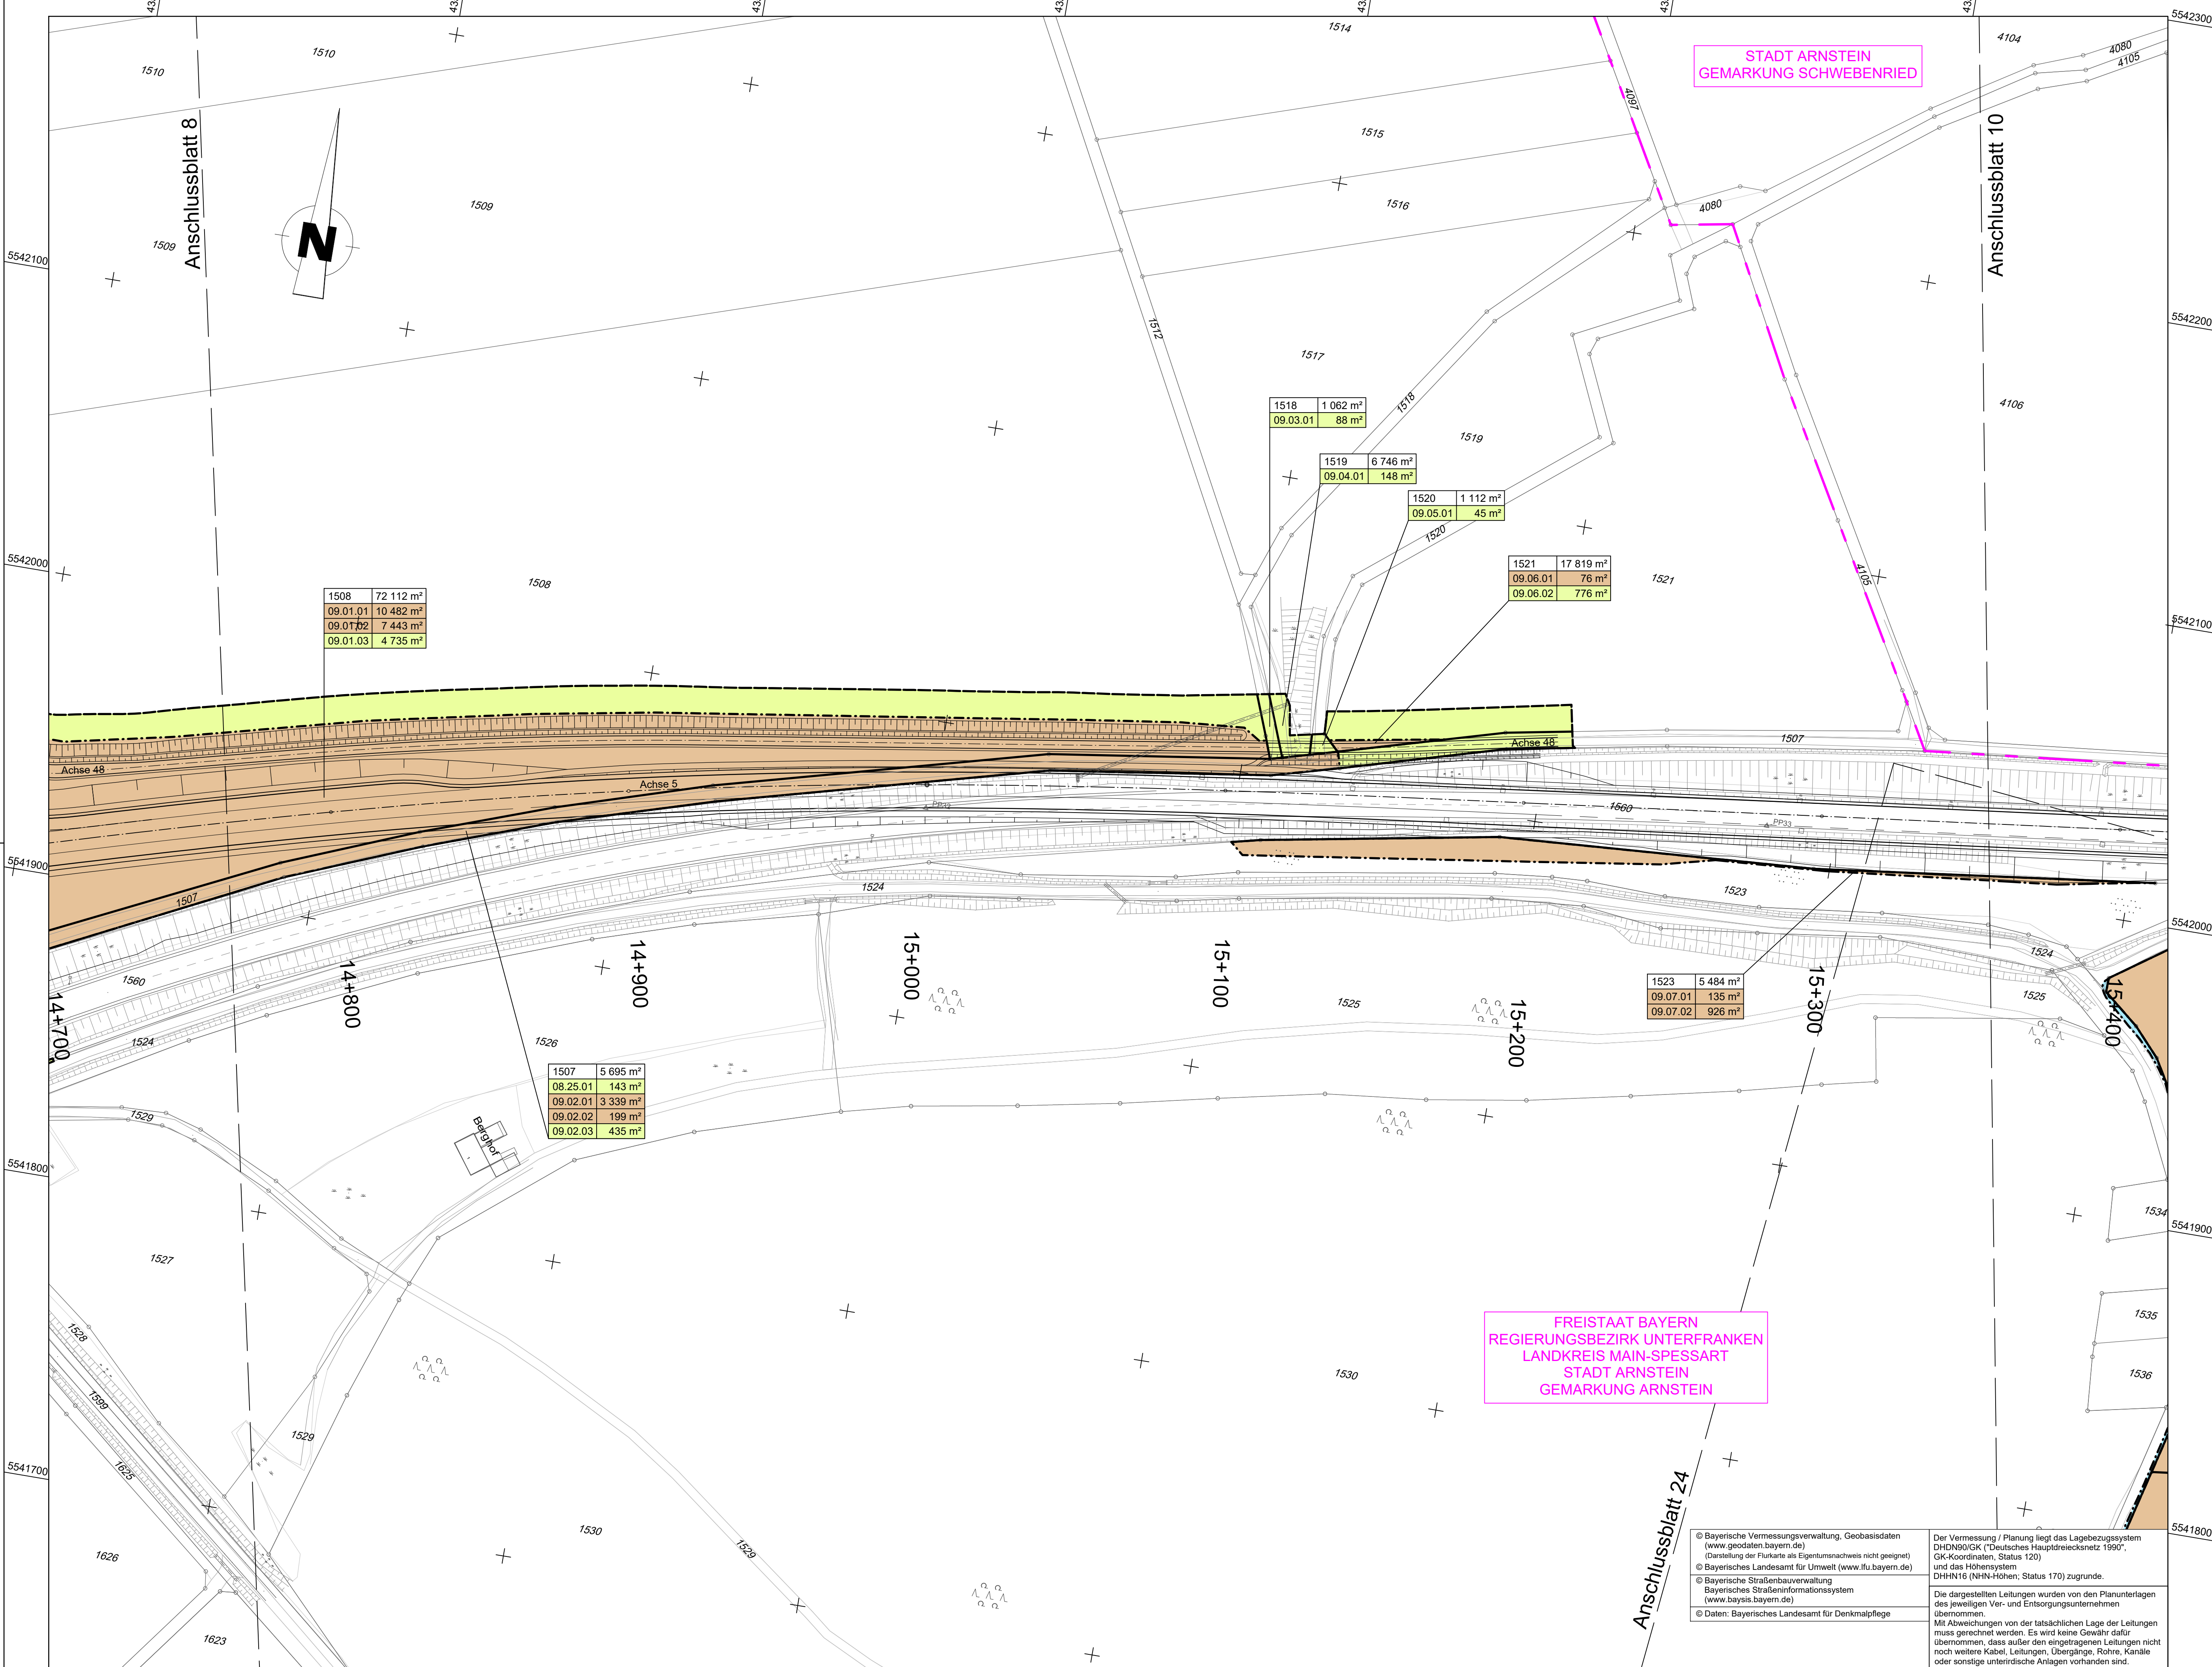 43.
43.
43.
43.
43.
43.
43.
5542300
1510
1510
1514
4104
4080
4105
STADT ARNSTEIN
GEMARKUNG SCHWEBENRIED
4097
Anschlussblatt 8
Anschlussblatt 10
N
1515
1509
1509
1516
4080
5542100
5542200
1512
1517
1518
4106
1519
1518 1 062 m²
09.03.01 88 m²
1519 6 746 m²
09.04.01 148 m²
1520 1 112 m²
09.05.01 45 m²
1520
5542000
1508
1521 17 819 m²
09.06.01 76 m²
09.06.02 776 m²
1521
4105
1508 72 112 m²
09.01.01 10 482 m²
09.01.02 7 443 m²
09.01.03 4 735 m²
5542100
Achse 48
Achse 5
Achse 48
1507
PP32
1560
PP33
5541900
1507
1524
1523
5542000
1560
1524
1524
14+700
14+800
14+900
15+000
15+100
15+200
15+300
15+400
1525
1525
1523 5 484 m²
09.07.01 135 m²
09.07.02 926 m²
1526
1507 5 695 m²
08.25.01 143 m²
09.02.01 3 339 m²
09.02.02 199 m²
09.02.03 435 m²
1529
Berghof
5541800
1534
5541900
1527
1528
1535
FREISTAAT BAYERN
REGIERUNGSBEZIRK UNTERFRANKEN
LANDKREIS MAIN-SPESSART
STADT ARNSTEIN
GEMARKUNG ARNSTEIN
1530
1536
1599
1529
1625
5541700
Anschlussblatt 24
1530
1529
1626
1623
5541800
© Bayerische Vermessungsverwaltung, Geobasisdaten
(www.geodaten.bayern.de)
(Darstellung der Flurkarte als Eigentumsnachweis nicht geeignet)
© Bayerisches Landesamt für Umwelt (www.lfu.bayern.de)
© Bayerische Straßenbauverwaltung
Bayerisches Straßeninformationssystem
(www.baysis.bayern.de)
© Daten: Bayerisches Landesamt für Denkmalpflege
Der Vermessung / Planung liegt das Lagebezugssystem
DHDN90/GK ("Deutsches Hauptdreiecksnetz 1990",
GK-Koordinaten, Status 120)
und das Höhensystem
DHHN16 (NHN-Höhen; Status 170) zugrunde.
Die dargestellten Leitungen wurden von den Planunterlagen
des jeweiligen Ver- und Entsorgungsunternehmen
übernommen.
Mit Abweichungen von der tatsächlichen Lage der Leitungen
muss gerechnet werden. Es wird keine Gewähr dafür
übernommen, dass außer den eingetragenen Leitungen nicht
noch weitere Kabel, Leitungen, Übergänge, Rohre, Kanäle
oder sonstige unterirdische Anlagen vorhanden sind.